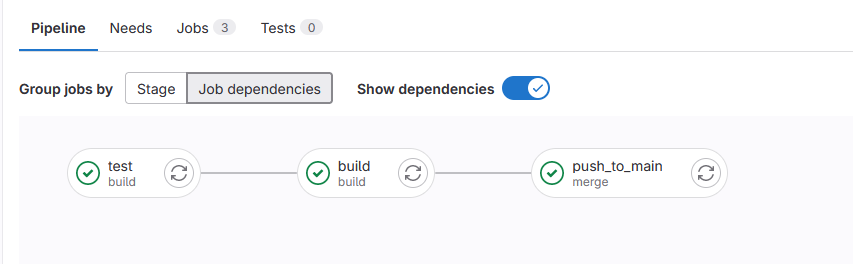 Pipeline Needs Jobs 3 Tests 0
Group jobs by Stage Job dependencies Show dependencies
test
build
build
build
push_to_main
merge